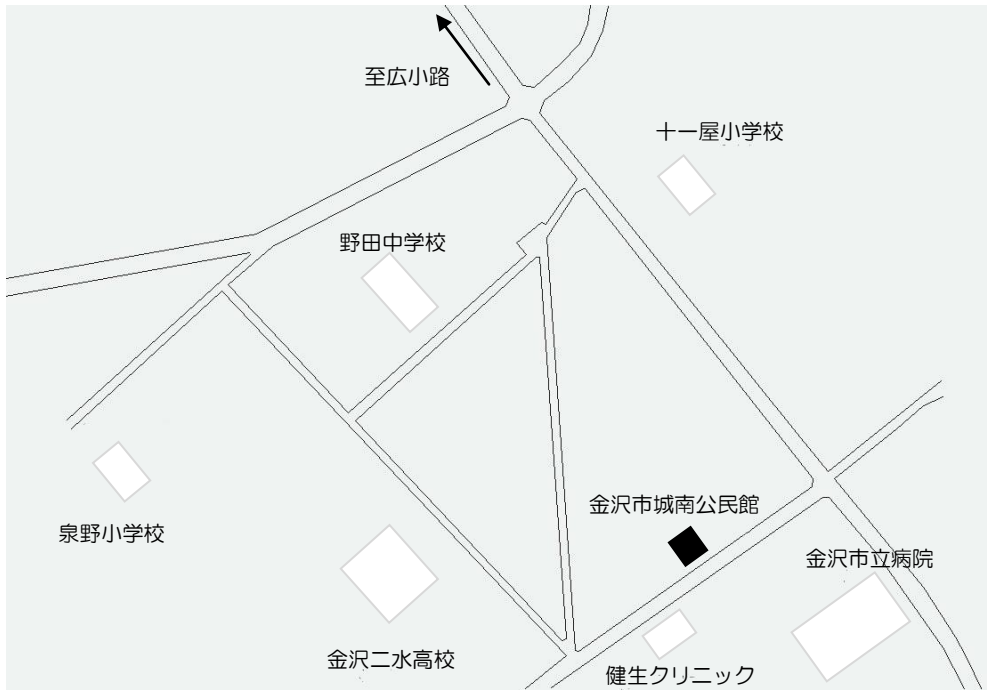 至広小路
十一屋小学校
野田中学校
金沢市城南公民館
泉野小学校
金沢市立病院
金沢二水高校
健生クリニック